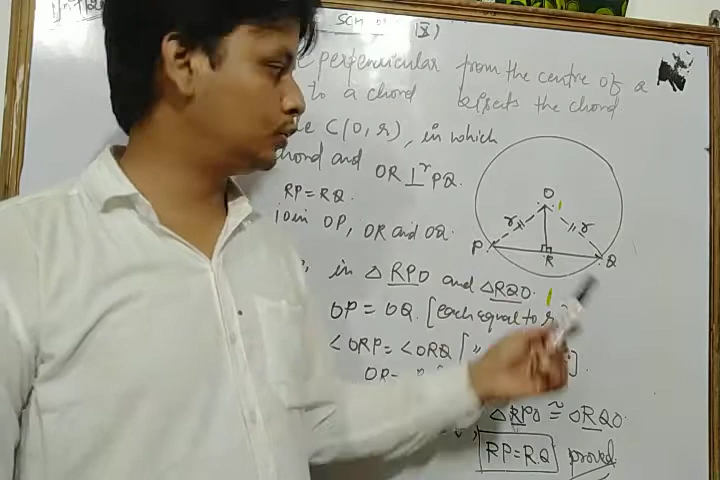 (X)
perpendicular from the centre of a
to a chord bisects the chord
C(O, r), in which
chord and OR ⊥ʳ PQ.
RP = RQ.
join OP, OR and OQ.
in △ RPO and △RQO.
OP = OQ. [each equal to r]
∠ORP = ∠ORQ [
OR =
△RPO ≅ △RQO.
RP = RQ proved
O
r
r
P
R
Q